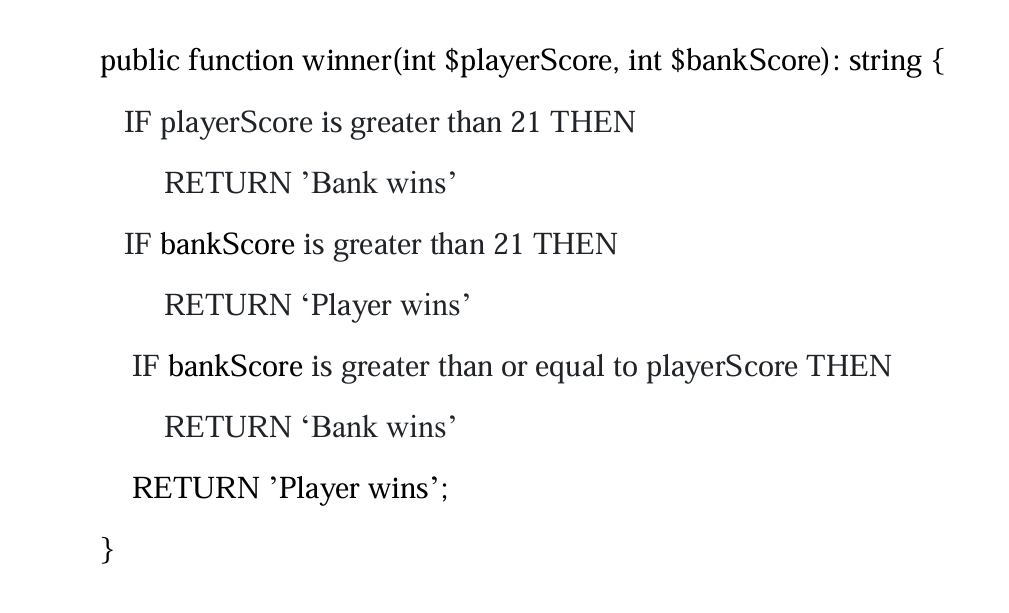 public function winner(int $playerScore, int $bankScore): string {
IF playerScore is greater than 21 THEN
RETURN ’Bank wins’
IF bankScore is greater than 21 THEN
RETURN ‘Player wins’
IF bankScore is greater than or equal to playerScore THEN
RETURN ‘Bank wins’
RETURN ’Player wins’;
}